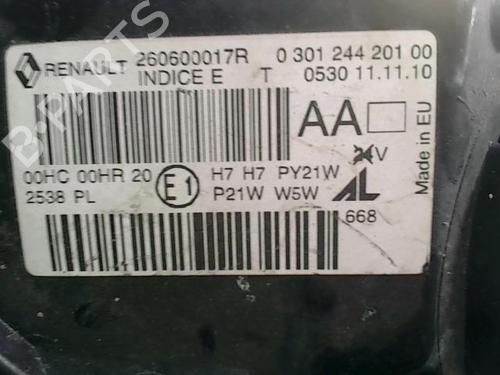 RENAULT 260600017R 0 301 244 201 00
INDICE E T 0530 11.11.10
AA
Made in EU
00HC 00HR 20 E1 H7 H7 PY21W V
2538 PL P21W W5W AL
668
B-PARTS